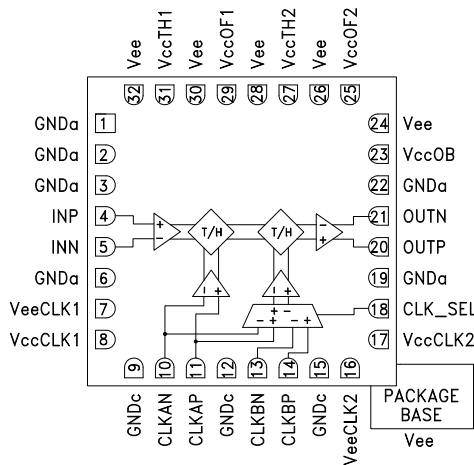 Vee VccTH1 Vee VccOF1 Vee VccTH2 Vee VccOF2
32 31 30 29 28 27 26 25
GNDa 1
GNDa 2
GNDa 3
INP 4
INN 5
GNDa 6
VeeCLK1 7
VccCLK1 8
24 Vee
23 VccOB
22 GNDa
21 OUTN
20 OUTP
19 GNDa
18 CLK_SEL
17 VccCLK2
+ T/H T/H −
− +
− + − +
+ −
− + − +
9 10 11 12 13 14 15 16
GNDc CLKAN CLKAP GNDc CLKBN CLKBP GNDc VeeCLK2
PACKAGE
BASE
Vee